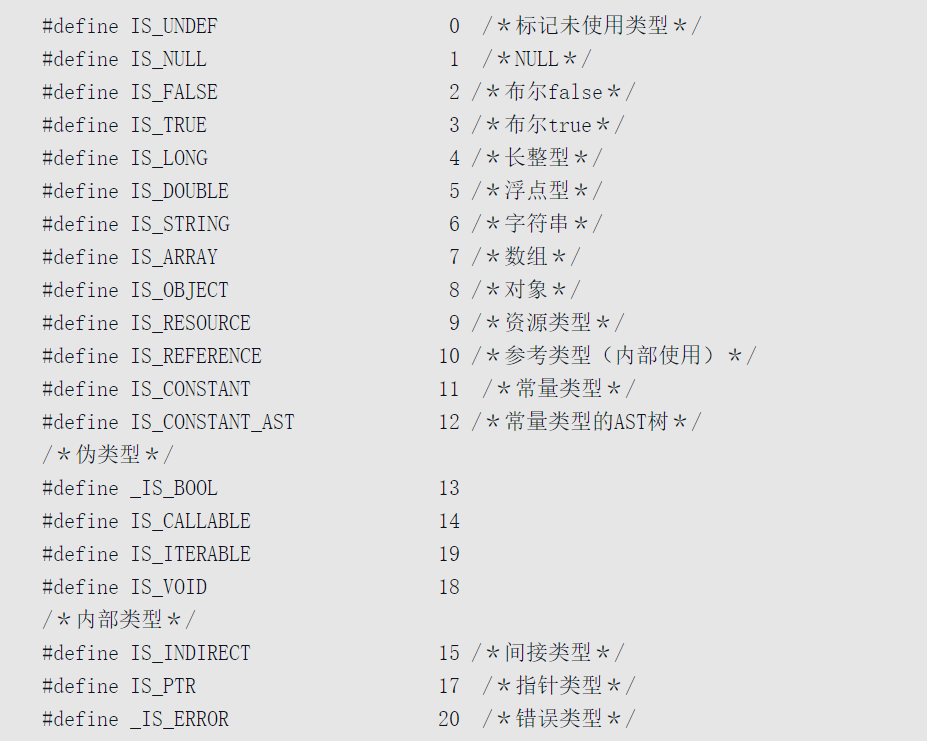 #define IS_UNDEF 0 /＊标记未使用类型＊/
#define IS_NULL 1 /＊NULL＊/
#define IS_FALSE 2 /＊布尔false＊/
#define IS_TRUE 3 /＊布尔true＊/
#define IS_LONG 4 /＊长整型＊/
#define IS_DOUBLE 5 /＊浮点型＊/
#define IS_STRING 6 /＊字符串＊/
#define IS_ARRAY 7 /＊数组＊/
#define IS_OBJECT 8 /＊对象＊/
#define IS_RESOURCE 9 /＊资源类型＊/
#define IS_REFERENCE 10 /＊参考类型（内部使用）＊/
#define IS_CONSTANT 11 /＊常量类型＊/
#define IS_CONSTANT_AST 12 /＊常量类型的AST树＊/
/＊伪类型＊/
#define _IS_BOOL 13
#define IS_CALLABLE 14
#define IS_ITERABLE 19
#define IS_VOID 18
/＊内部类型＊/
#define IS_INDIRECT 15 /＊间接类型＊/
#define IS_PTR 17 /＊指针类型＊/
#define _IS_ERROR 20 /＊错误类型＊/